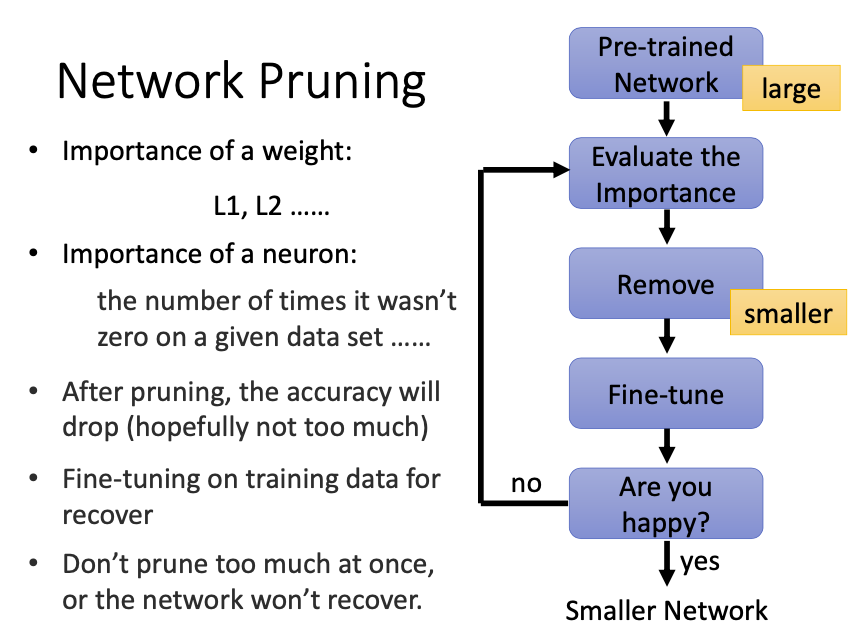 Network Pruning
• Importance of a weight:
L1, L2 ……
• Importance of a neuron:
the number of times it wasn’t
zero on a given data set ……
• After pruning, the accuracy will
drop (hopefully not too much)
• Fine-tuning on training data for
recover
• Don’t prune too much at once,
or the network won’t recover.
Pre-trained
Network
large
Evaluate the
Importance
Remove
smaller
Fine-tune
Are you
happy?
no
yes
Smaller Network